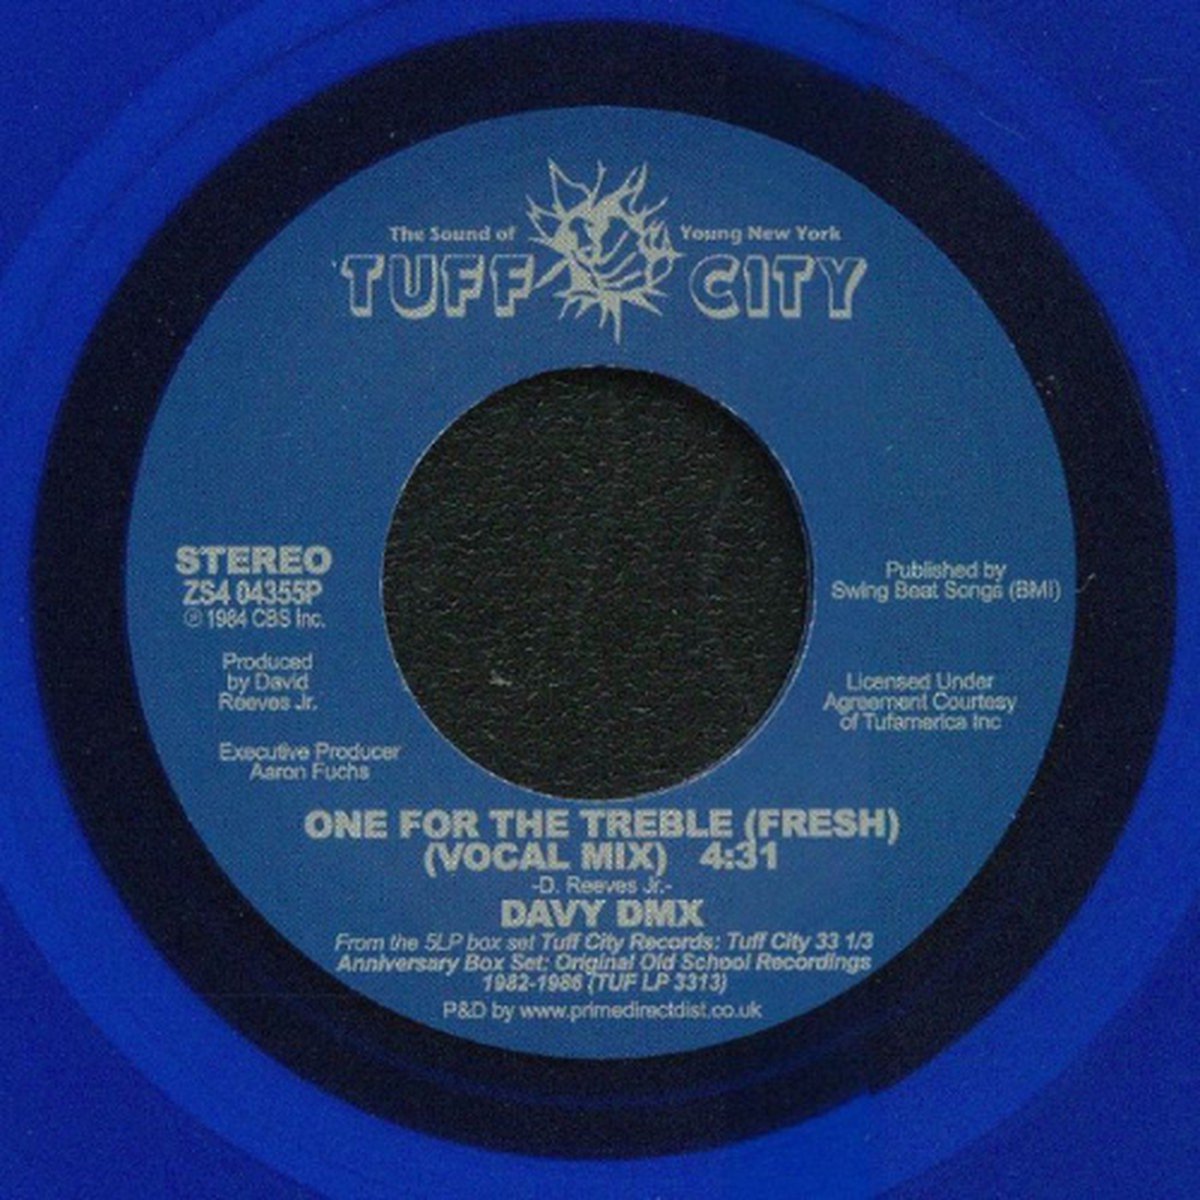 The Sound of Young New York
TUFF CITY
STEREO
ZS4 04355P
℗ 1984 CBS Inc.
Produced
by David
Reeves Jr.
Executive Producer
Aaron Fuchs
Published by
Swing Beat Songs (BMI)
Licensed Under
Agreement Courtesy
of Tufamerica Inc
ONE FOR THE TREBLE (FRESH)
(VOCAL MIX) 4:31
-D. Reeves Jr.-
DAVY DMX
From the 5LP box set Tuff City Records: Tuff City 33 1/3
Anniversary Box Set: Original Old School Recordings
1982-1986 (TUF LP 3313)
P&D by www.primedirectdist.co.uk